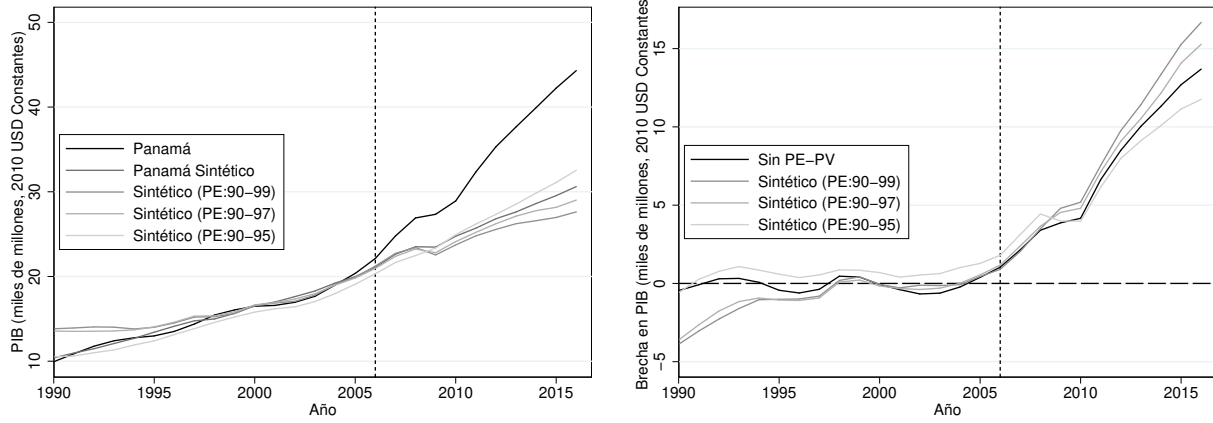 PIB (miles de millones, 2010 USD Constantes)
50
40
30
20
10
Panamá
Panamá Sintético
Sintético (PE:90−99)
Sintético (PE:90−97)
Sintético (PE:90−95)
1990 1995 2000 2005 2010 2015
Año
Brecha en PIB (miles de millones, 2010 USD Constantes)
15
10
5
0
−5
Sin PE−PV
Sintético (PE:90−99)
Sintético (PE:90−97)
Sintético (PE:90−95)
1990 1995 2000 2005 2010 2015
Año